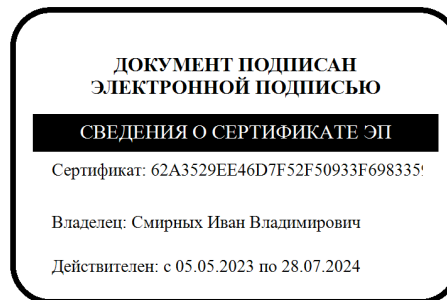 ДОКУМЕНТ ПОДПИСАН
ЭЛЕКТРОННОЙ ПОДПИСЬЮ
СВЕДЕНИЯ О СЕРТИФИКАТЕ ЭП
Сертификат: 62A3529EE46D7F52F50933F698335
Владелец: Смирных Иван Владимирович
Действителен: с 05.05.2023 по 28.07.2024